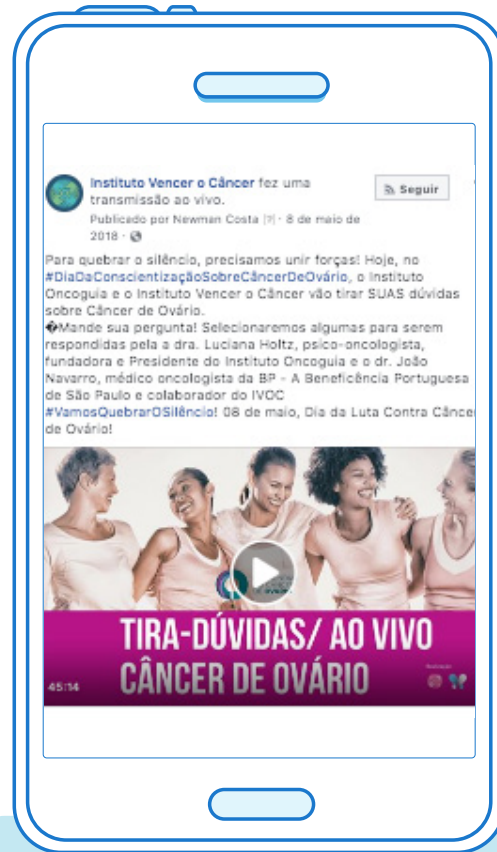 Instituto Vencer o Câncer fez uma
transmissão ao vivo.
Seguir
Publicado por Newman Costa [?] · 8 de maio de
2018 ·
Para quebrar o silêncio, precisamos unir forças! Hoje, no
#DiaDaConscientizaçãoSobreCâncerDeOvário, o Instituto
Oncoguia e o Instituto Vencer o Câncer vão tirar SUAS dúvidas
sobre Câncer de Ovário.
�Mande sua pergunta! Selecionaremos algumas para serem
respondidas pela a dra. Luciana Holtz, psico-oncologista,
fundadora e Presidente do Instituto Oncoguia e o dr. João
Navarro, médico oncologista da BP - A Beneficência Portuguesa
de São Paulo e colaborador do IVOC
#VamosQuebrarOSilêncio! 08 de maio, Dia da Luta Contra Cânce
de Ovário!
TIRA-DÚVIDAS/ AO VIVO
CÂNCER DE OVÁRIO
45:14